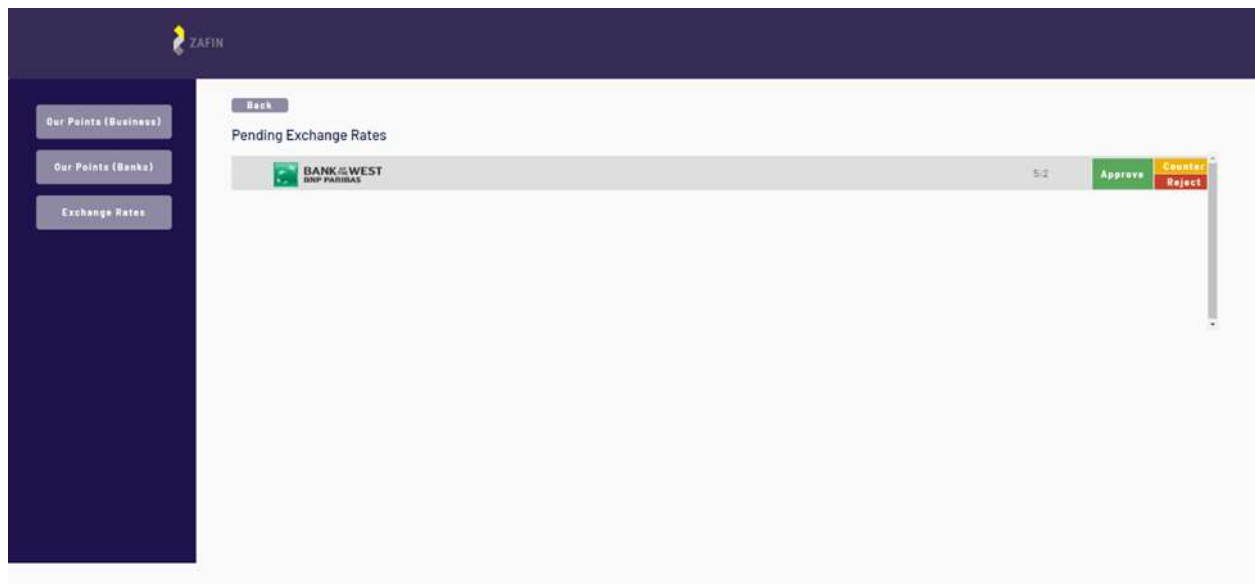 ZAFIN
Our Points (Business)
Our Points (Banks)
Exchange Rates
Back
Pending Exchange Rates
BANK OF THE WEST
BNP PARIBAS
5:2
Approve
Counter
Reject